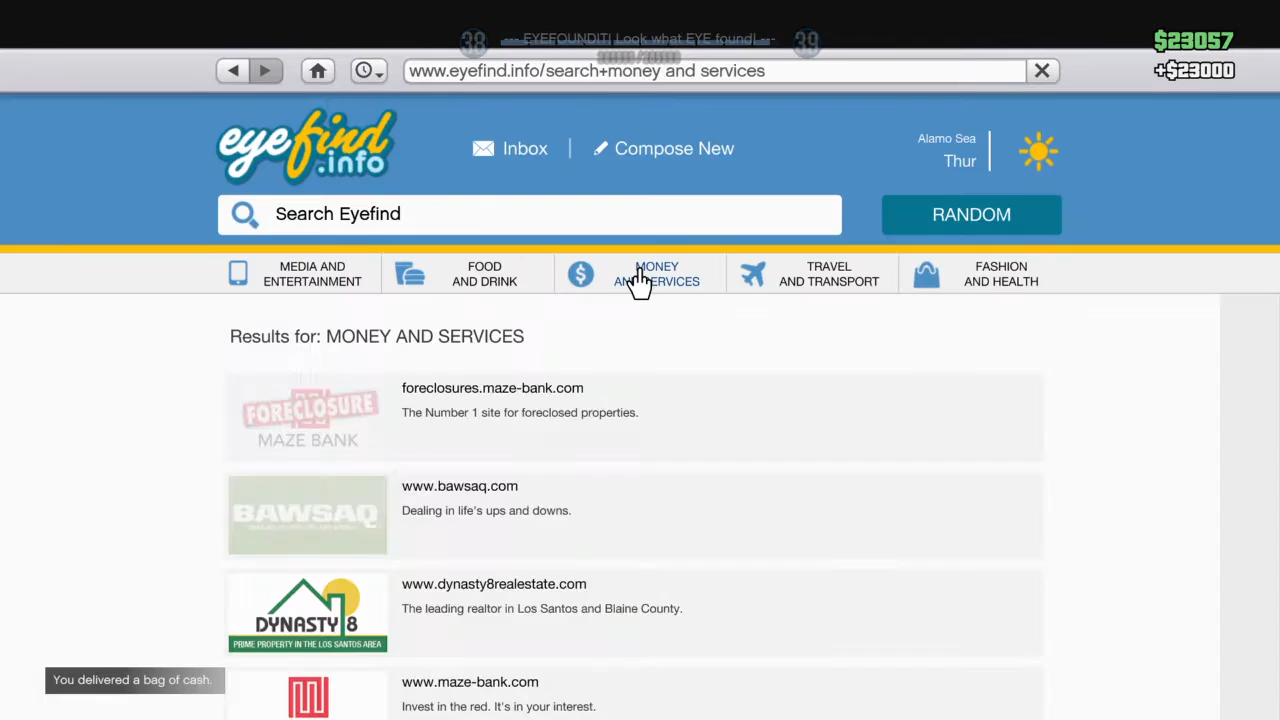 38 --- EYEFOUNDIT! Look what EYE found! --- 39
$23057
+$23000
www.eyefind.info/search+money and services
eyefind
.info
Inbox
Compose New
Alamo Sea
Thur
Search Eyefind
RANDOM
MEDIA AND
ENTERTAINMENT
FOOD
AND DRINK
MONEY
AND SERVICES
TRAVEL
AND TRANSPORT
FASHION
AND HEALTH
Results for: MONEY AND SERVICES
FORECLOSURE
MAZE BANK
foreclosures.maze-bank.com
The Number 1 site for foreclosed properties.
BAWSAQ
www.bawsaq.com
Dealing in life's ups and downs.
DYNASTY 8
PRIME PROPERTY IN THE LOS SANTOS AREA
www.dynasty8realestate.com
The leading realtor in Los Santos and Blaine County.
You delivered a bag of cash.
www.maze-bank.com
Invest in the red. It's in your interest.